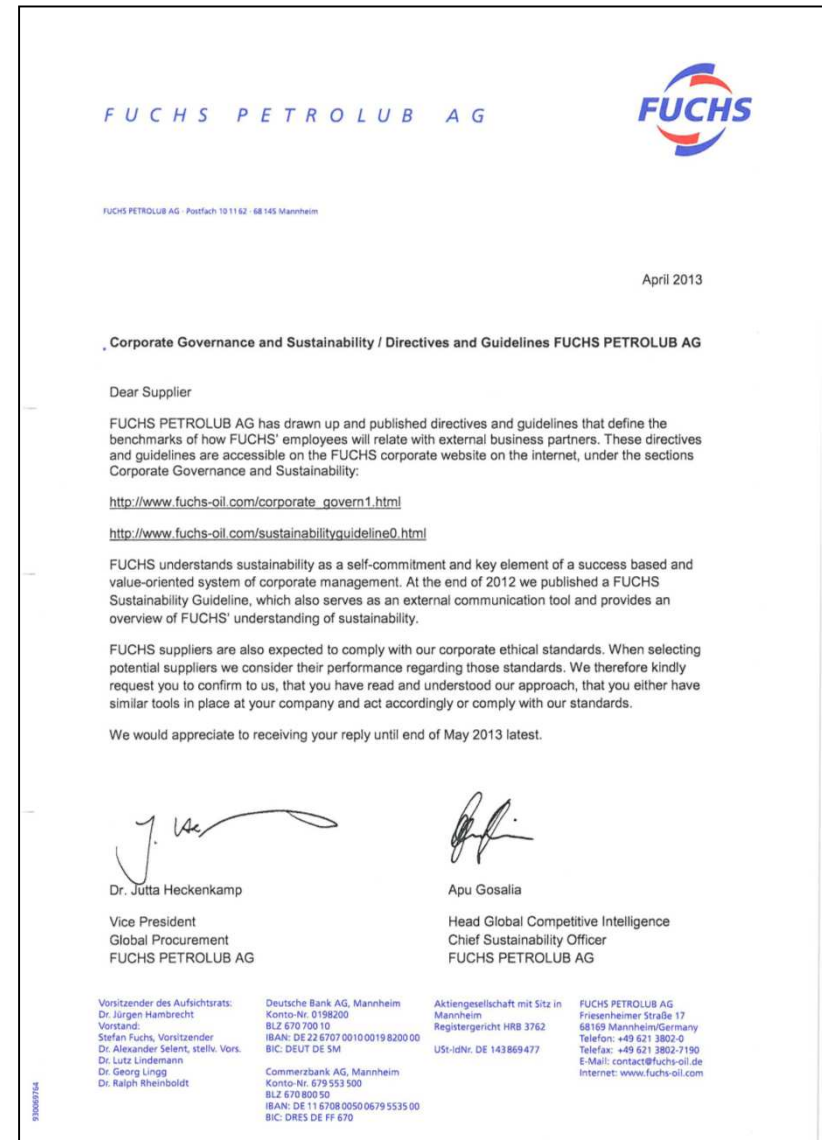 FUCHS PETROLUB AG
FUCHS
FUCHS PETROLUB AG · Postfach 10 11 62 · 68 145 Mannheim
April 2013
Corporate Governance and Sustainability / Directives and Guidelines FUCHS PETROLUB AG
Dear Supplier
FUCHS PETROLUB AG has drawn up and published directives and guidelines that define the
benchmarks of how FUCHS' employees will relate with external business partners. These directives
and guidelines are accessible on the FUCHS corporate website on the internet, under the sections
Corporate Governance and Sustainability:
http://www.fuchs-oil.com/corporate_govern1.html
http://www.fuchs-oil.com/sustainabilityguideline0.html
FUCHS understands sustainability as a self-commitment and key element of a success based and
value-oriented system of corporate management. At the end of 2012 we published a FUCHS
Sustainability Guideline, which also serves as an external communication tool and provides an
overview of FUCHS' understanding of sustainability.
FUCHS suppliers are also expected to comply with our corporate ethical standards. When selecting
potential suppliers we consider their performance regarding those standards. We therefore kindly
request you to confirm to us, that you have read and understood our approach, that you either have
similar tools in place at your company and act accordingly or comply with our standards.
We would appreciate to receiving your reply until end of May 2013 latest.
Dr. Jutta Heckenkamp
Vice President
Global Procurement
FUCHS PETROLUB AG
Apu Gosalia
Head Global Competitive Intelligence
Chief Sustainability Officer
FUCHS PETROLUB AG
Vorsitzender des Aufsichtsrats:
Dr. Jürgen Hambrecht
Vorstand:
Stefan Fuchs, Vorsitzender
Dr. Alexander Selent, stellv. Vors.
Dr. Lutz Lindemann
Dr. Georg Lingg
Dr. Ralph Rheinboldt
Deutsche Bank AG, Mannheim
Konto-Nr. 0198200
BLZ 670 700 10
IBAN: DE 22 6707 0010 0019 8200 00
BIC: DEUT DE SM
Commerzbank AG, Mannheim
Konto-Nr. 679 553 500
BLZ 670 800 50
IBAN: DE 11 6708 0050 0679 5535 00
BIC: DRES DE FF 670
Aktiengesellschaft mit Sitz in
Mannheim
Registergericht HRB 3762
USt-IdNr. DE 143 869 477
FUCHS PETROLUB AG
Friesenheimer Straße 17
68169 Mannheim/Germany
Telefon: +49 621 3802-0
Telefax: +49 621 3802-7190
E-Mail: contact@fuchs-oil.de
Internet: www.fuchs-oil.com
930069764